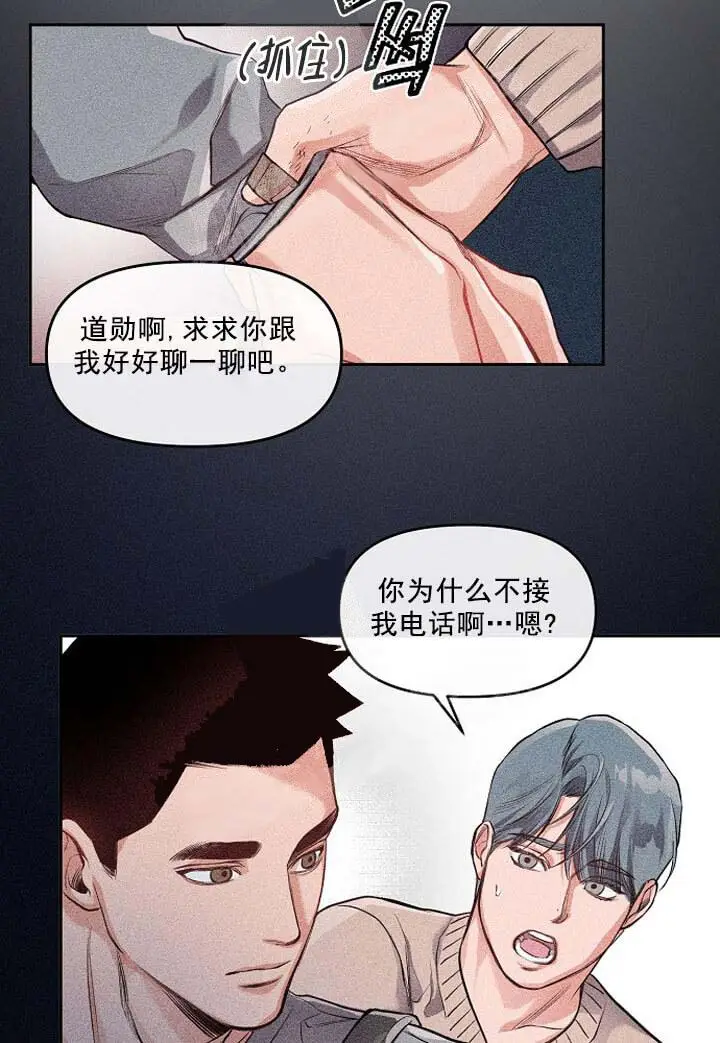 (抓住)
道勋啊,求求你跟
我好好聊一聊吧。
你为什么不接
我电话啊…嗯?